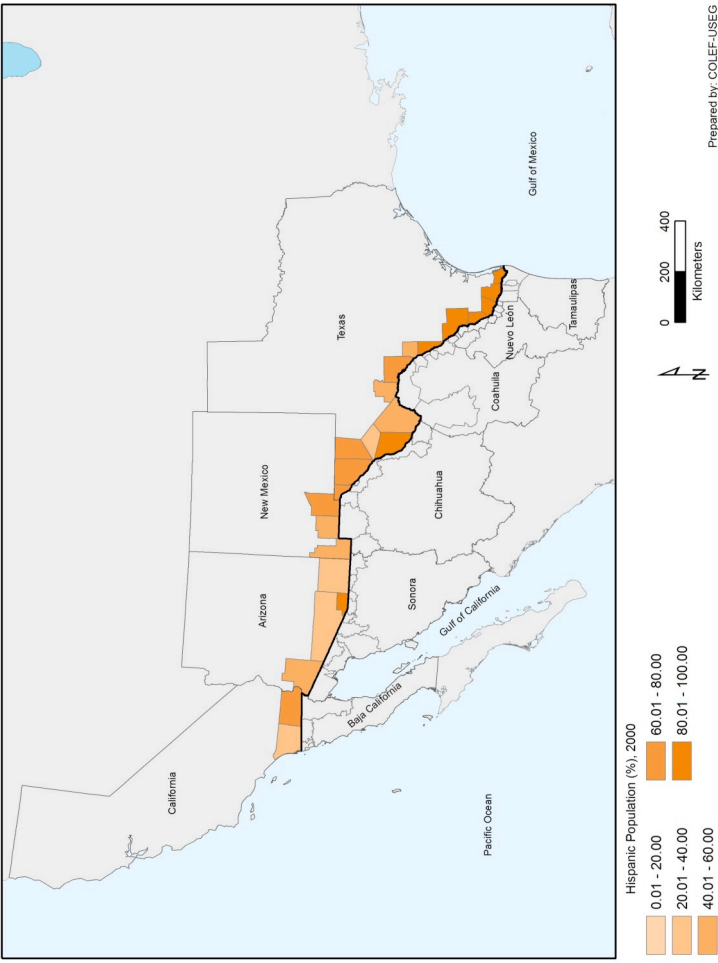 California
Arizona
New Mexico
Texas
Baja California
Sonora
Chihuahua
Coahuila
Nuevo León
Tamaulipas
Gulf of California
Pacific Ocean
Gulf of Mexico
Hispanic Population (%), 2000
0.01 - 20.00
20.01 - 40.00
40.01 - 60.00
60.01 - 80.00
80.01 - 100.00
N
0 200 400
Kilometers
Prepared by: COLEF-USEG